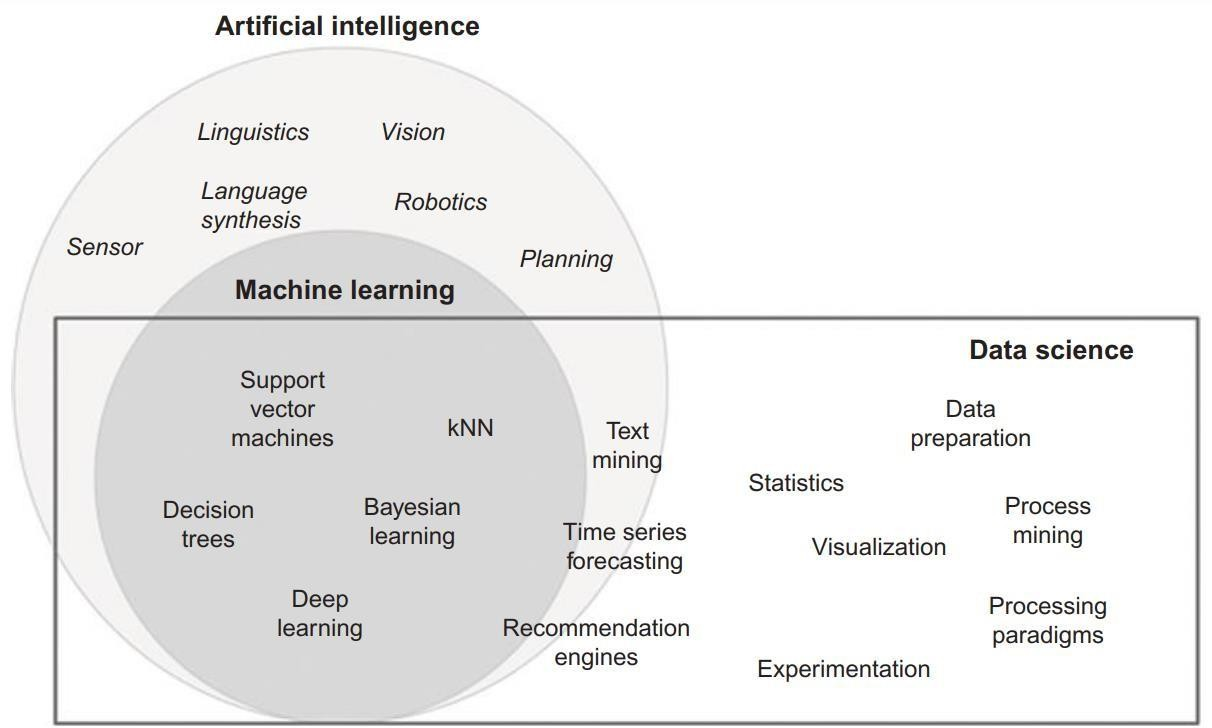 Artificial intelligence
Linguistics
Vision
Language
synthesis
Robotics
Sensor
Planning
Machine learning
Data science
Support
vector
machines
kNN
Text
mining
Data
preparation
Statistics
Decision
trees
Bayesian
learning
Time series
forecasting
Visualization
Process
mining
Deep
learning
Recommendation
engines
Processing
paradigms
Experimentation